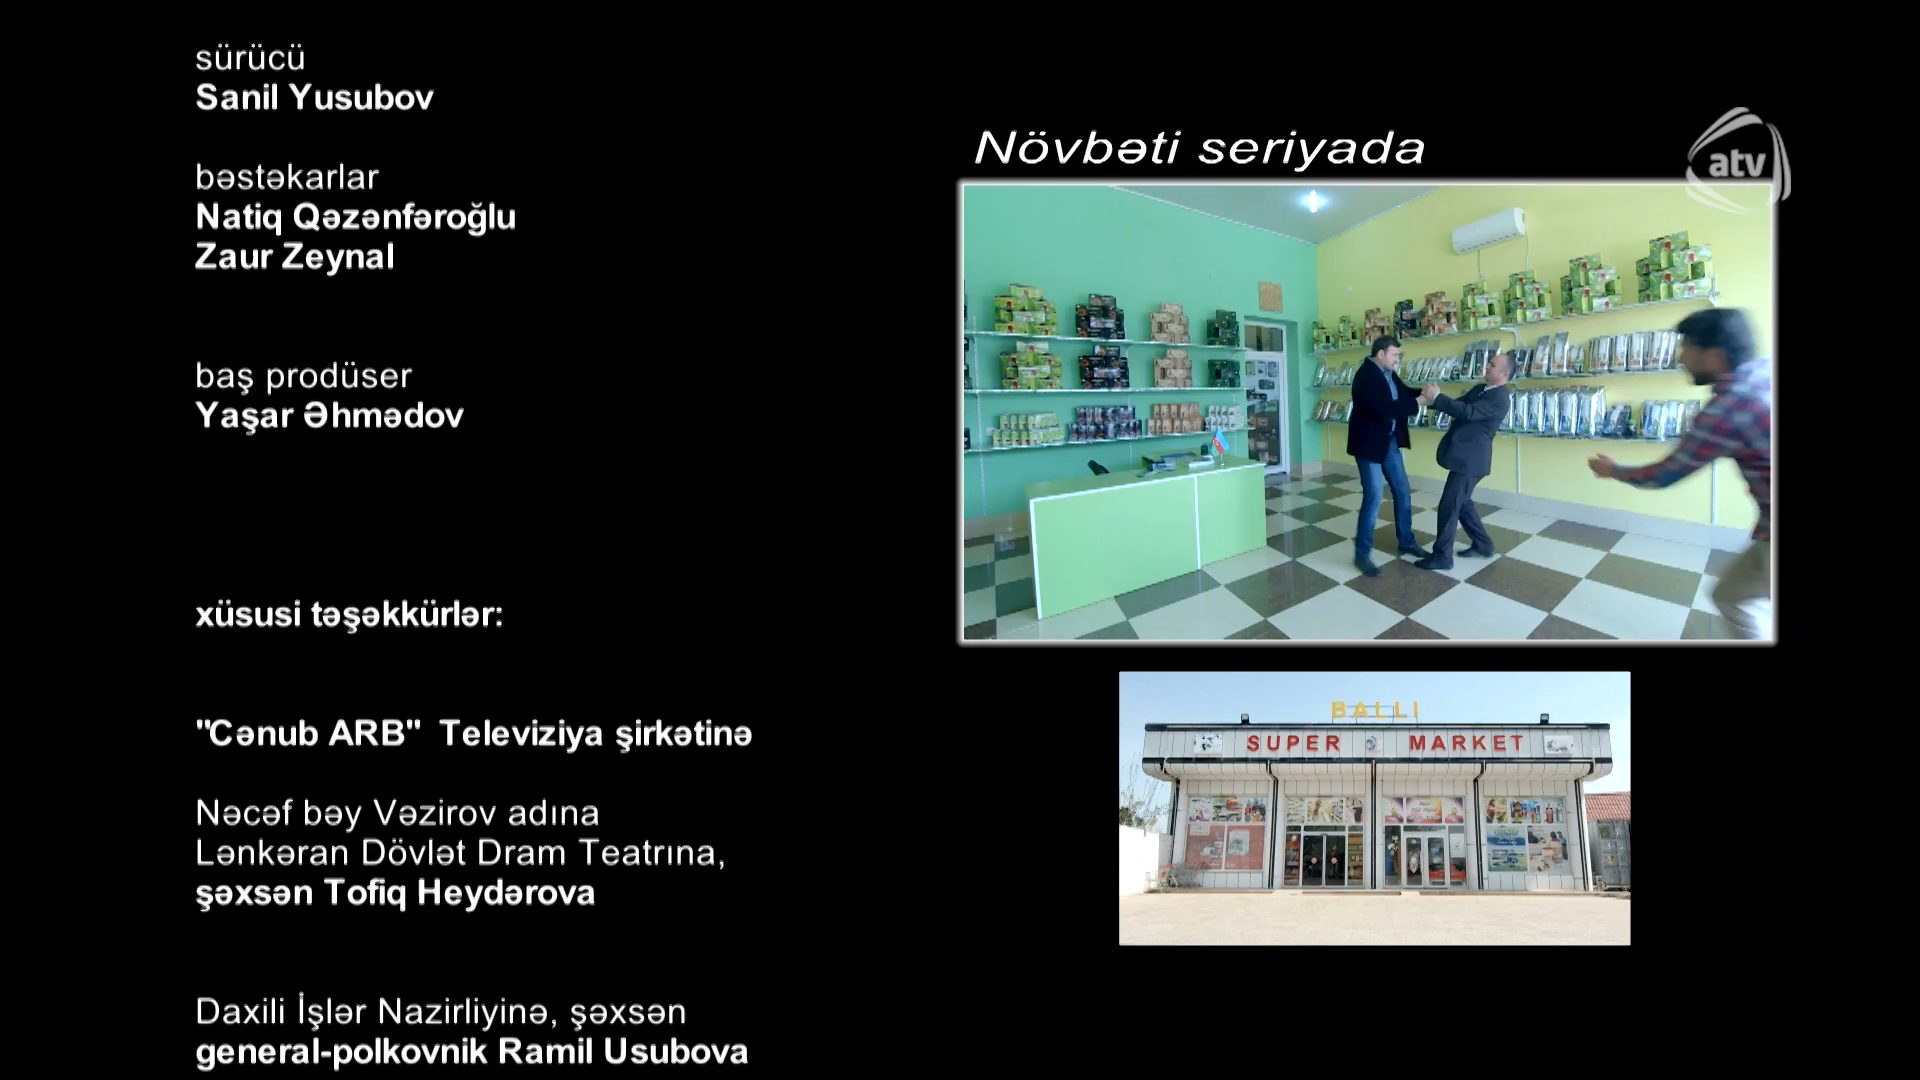 sürücü
Sanil Yusubov
bəstəkarlar
Natiq Qəzənfəroğlu
Zaur Zeynal
baş prodüser
Yaşar Əhmədov
xüsusi təşəkkürlər:
"Cənub ARB" Televiziya şirkətinə
Nəcəf bəy Vəzirov adına
Lənkəran Dövlət Dram Teatrına,
şəxsən Tofiq Heydərova
Daxili İşlər Nazirliyinə, şəxsən
general-polkovnik Ramil Usubova
Növbəti seriyada
atv
BALLI
SUPER MARKET